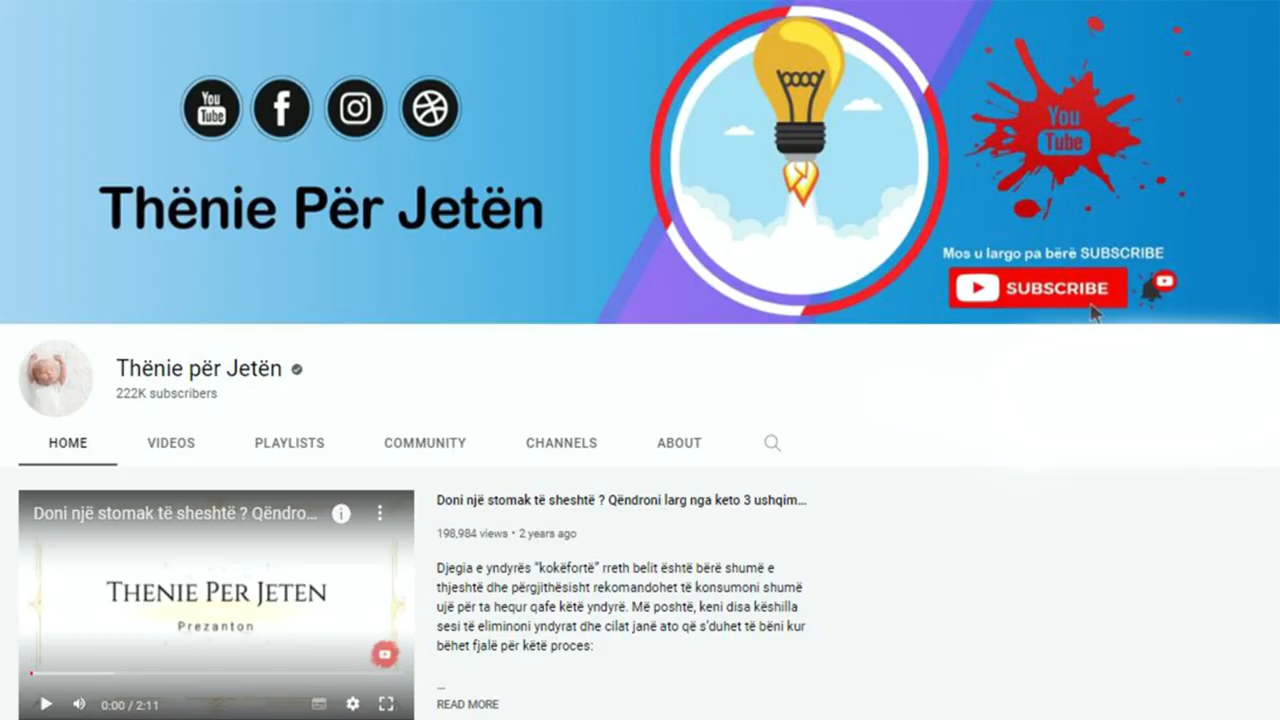 You
Tube
Thënie Për Jetën
You
Tube
Mos u largo pa bërë SUBSCRIBE
SUBSCRIBE
Thënie për Jetën
222K subscribers
HOME VIDEOS PLAYLISTS COMMUNITY CHANNELS ABOUT
Doni një stomak të sheshtë ? Qëndro...
THENIE PER JETEN
Prezanton
0:00 / 2:11
Doni një stomak të sheshtë ? Qëndroni larg nga keto 3 ushqim...
198,984 views • 2 years ago
Djegia e yndyrës "kokëfortë" rreth belit është bërë shumë e
thjeshtë dhe përgjithësisht rekomandohet të konsumoni shumë
ujë për ta hequr qafe këtë yndyrë. Më poshtë, keni disa këshilla
sesi të eliminoni yndyrat dhe cilat janë ato që s'duhet të bëni kur
bëhet fjalë për këtë proces:
...
READ MORE